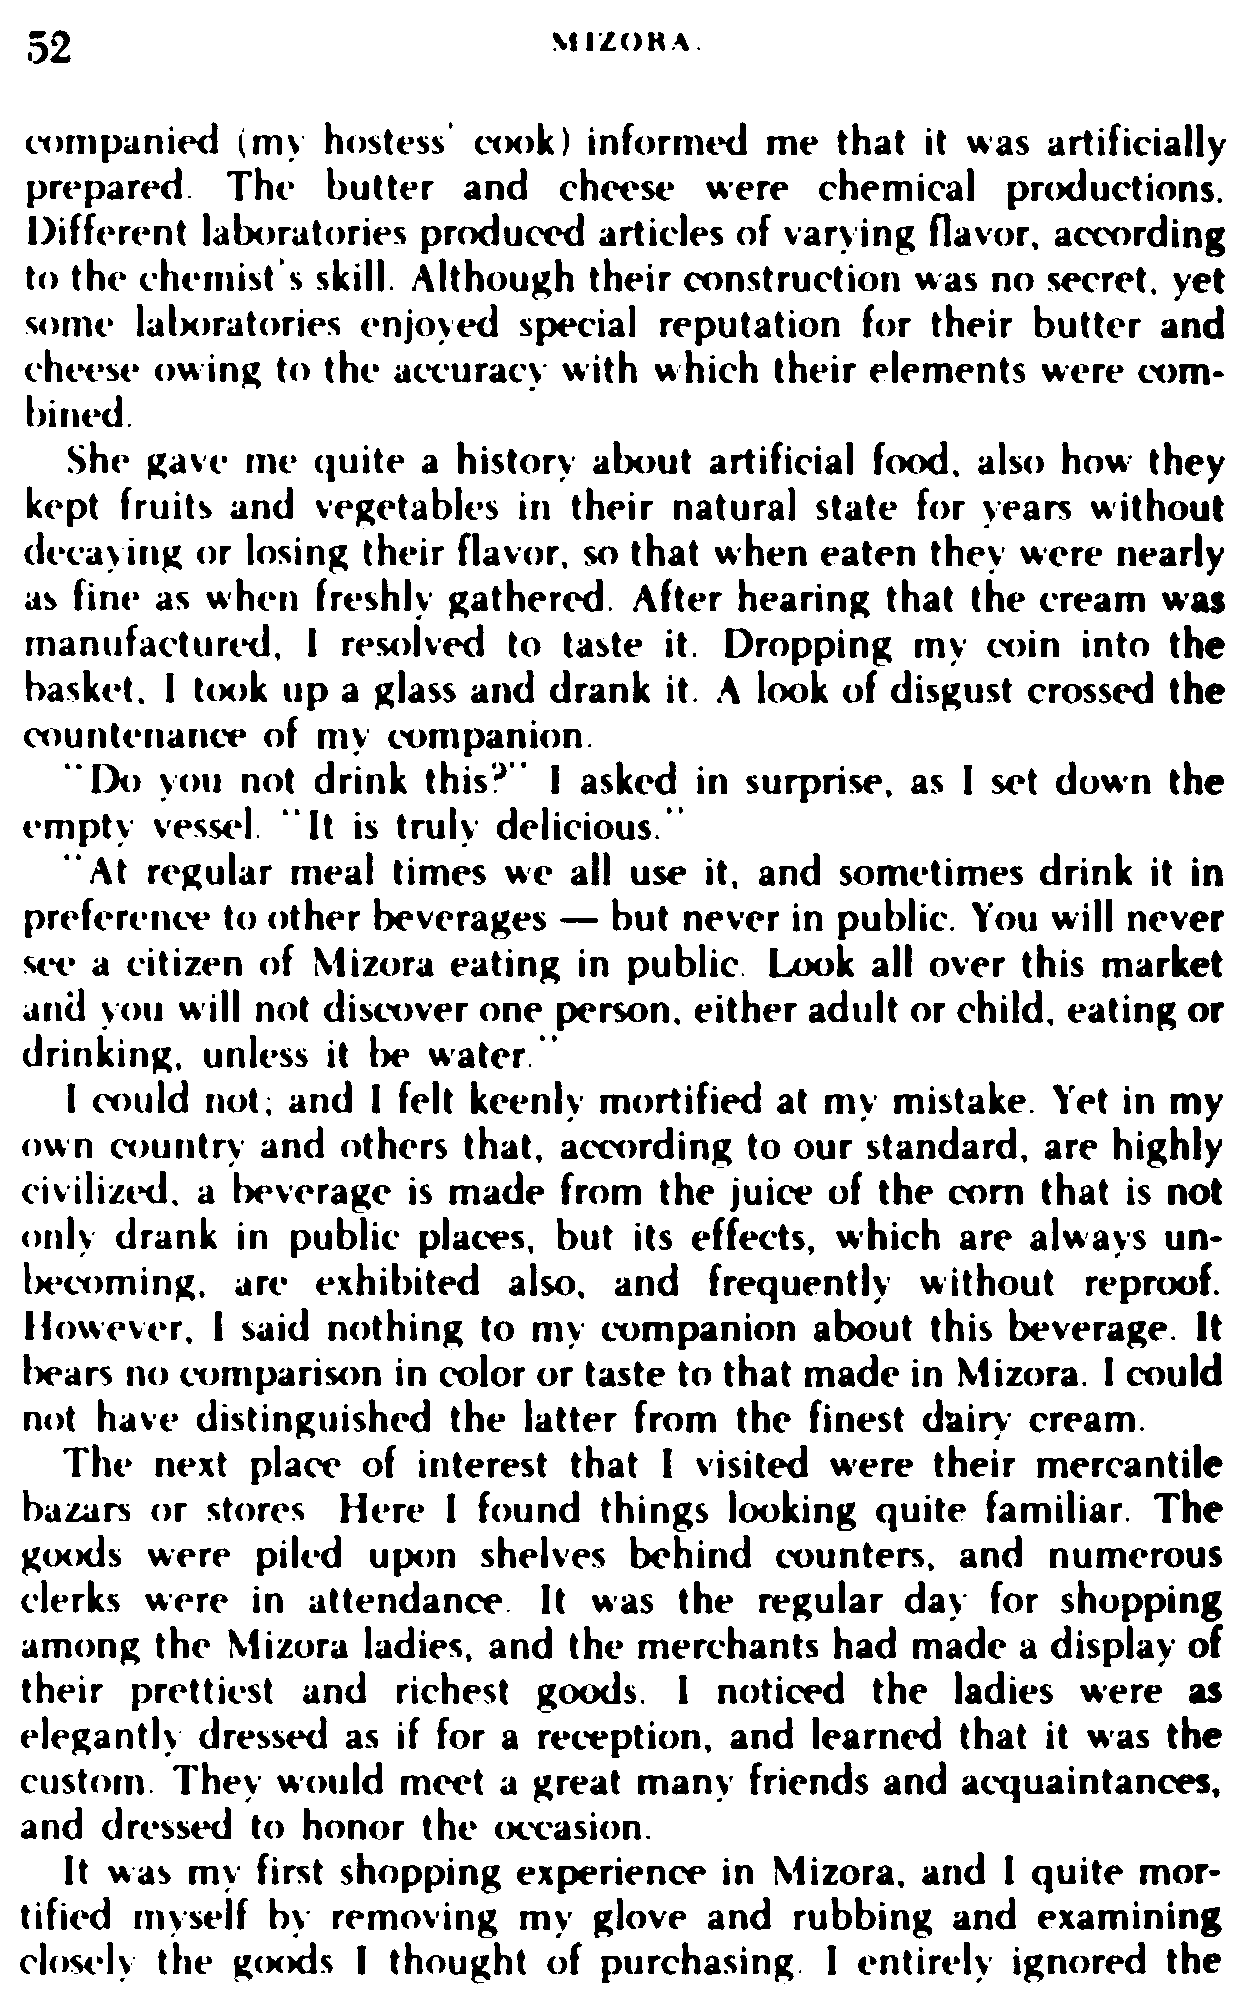 52 MIZORA.
companied (my hostess' cook) informed me that it was artificially
prepared. The butter and cheese were chemical productions.
Different laboratories produced articles of varying flavor, according
to the chemist's skill. Although their construction was no secret, yet
some laboratories enjoyed special reputation for their butter and
cheese owing to the accuracy with which their elements were com-
bined.
She gave me quite a history about artificial food, also how they
kept fruits and vegetables in their natural state for years without
decaying or losing their flavor, so that when eaten they were nearly
as fine as when freshly gathered. After hearing that the cream was
manufactured, I resolved to taste it. Dropping my coin into the
basket, I took up a glass and drank it. A look of disgust crossed the
countenance of my companion.
"Do you not drink this?" I asked in surprise, as I set down the
empty vessel. "It is truly delicious."
"At regular meal times we all use it, and sometimes drink it in
preference to other beverages — but never in public. You will never
see a citizen of Mizora eating in public. Look all over this market
and you will not discover one person, either adult or child, eating or
drinking, unless it be water."
I could not; and I felt keenly mortified at my mistake. Yet in my
own country and others that, according to our standard, are highly
civilized, a beverage is made from the juice of the corn that is not
only drank in public places, but its effects, which are always un-
becoming, are exhibited also, and frequently without reproof.
However, I said nothing to my companion about this beverage. It
bears no comparison in color or taste to that made in Mizora. I could
not have distinguished the latter from the finest dairy cream.
The next place of interest that I visited were their mercantile
bazars or stores Here I found things looking quite familiar. The
goods were piled upon shelves behind counters, and numerous
clerks were in attendance. It was the regular day for shopping
among the Mizora ladies, and the merchants had made a display of
their prettiest and richest goods. I noticed the ladies were as
elegantly dressed as if for a reception, and learned that it was the
custom. They would meet a great many friends and acquaintances,
and dressed to honor the occasion.
It was my first shopping experience in Mizora, and I quite mor-
tified myself by removing my glove and rubbing and examining
closely the goods I thought of purchasing. I entirely ignored the